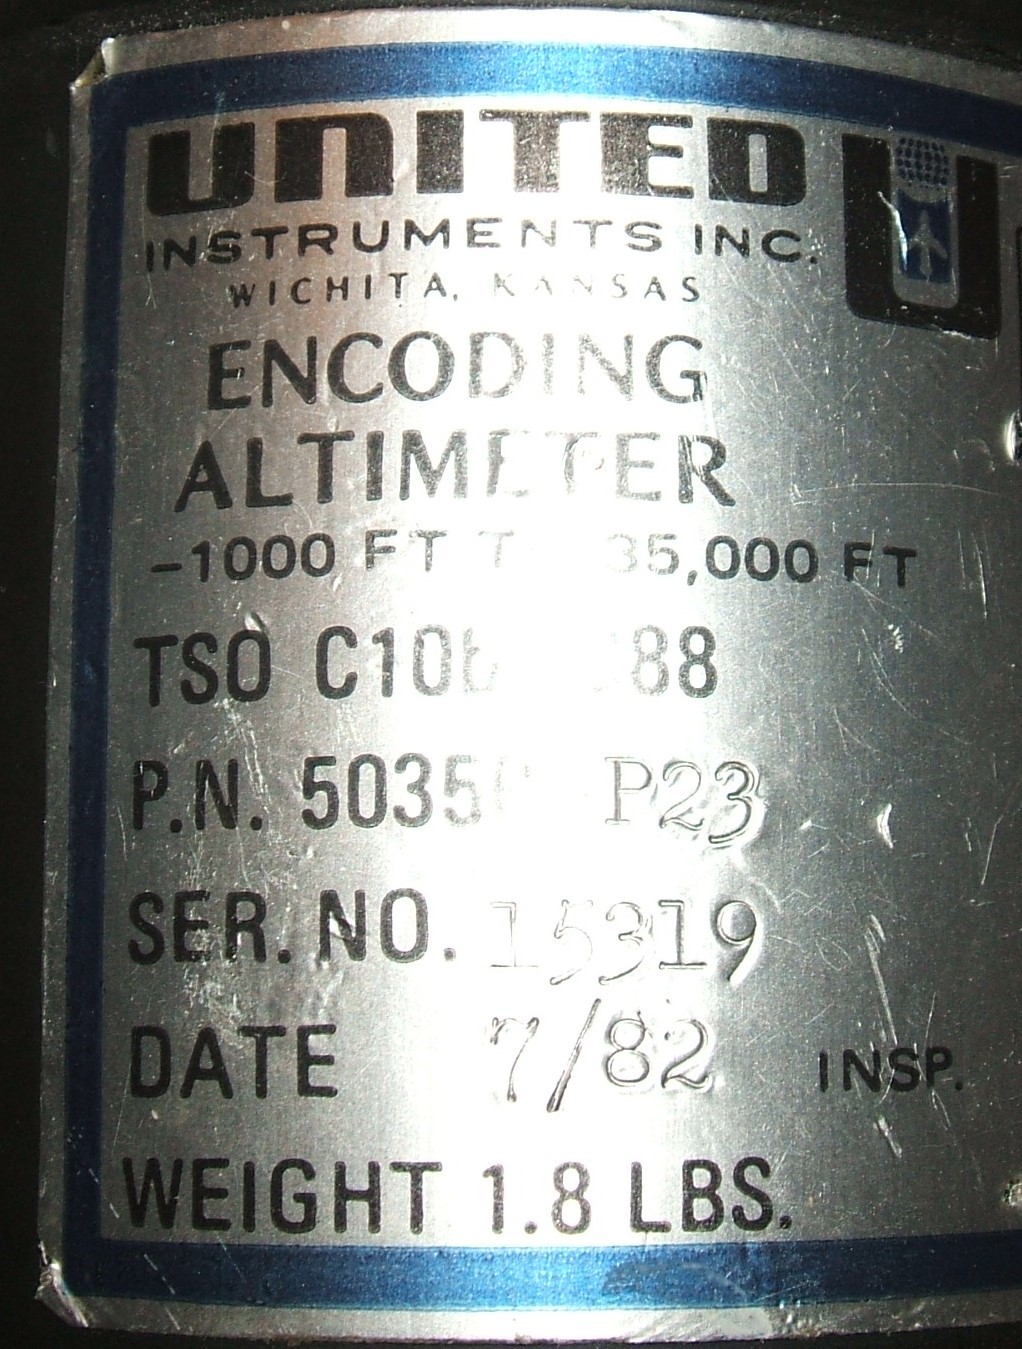 UNITED
INSTRUMENTS INC.
WICHITA, KANSAS
ENCODING
ALTIMETER
-1000 FT 35,000 FT
TSO
P.N. P23
SER. NO. 15319
DATE 7/82 INSP.
WEIGHT 1.8 LBS.